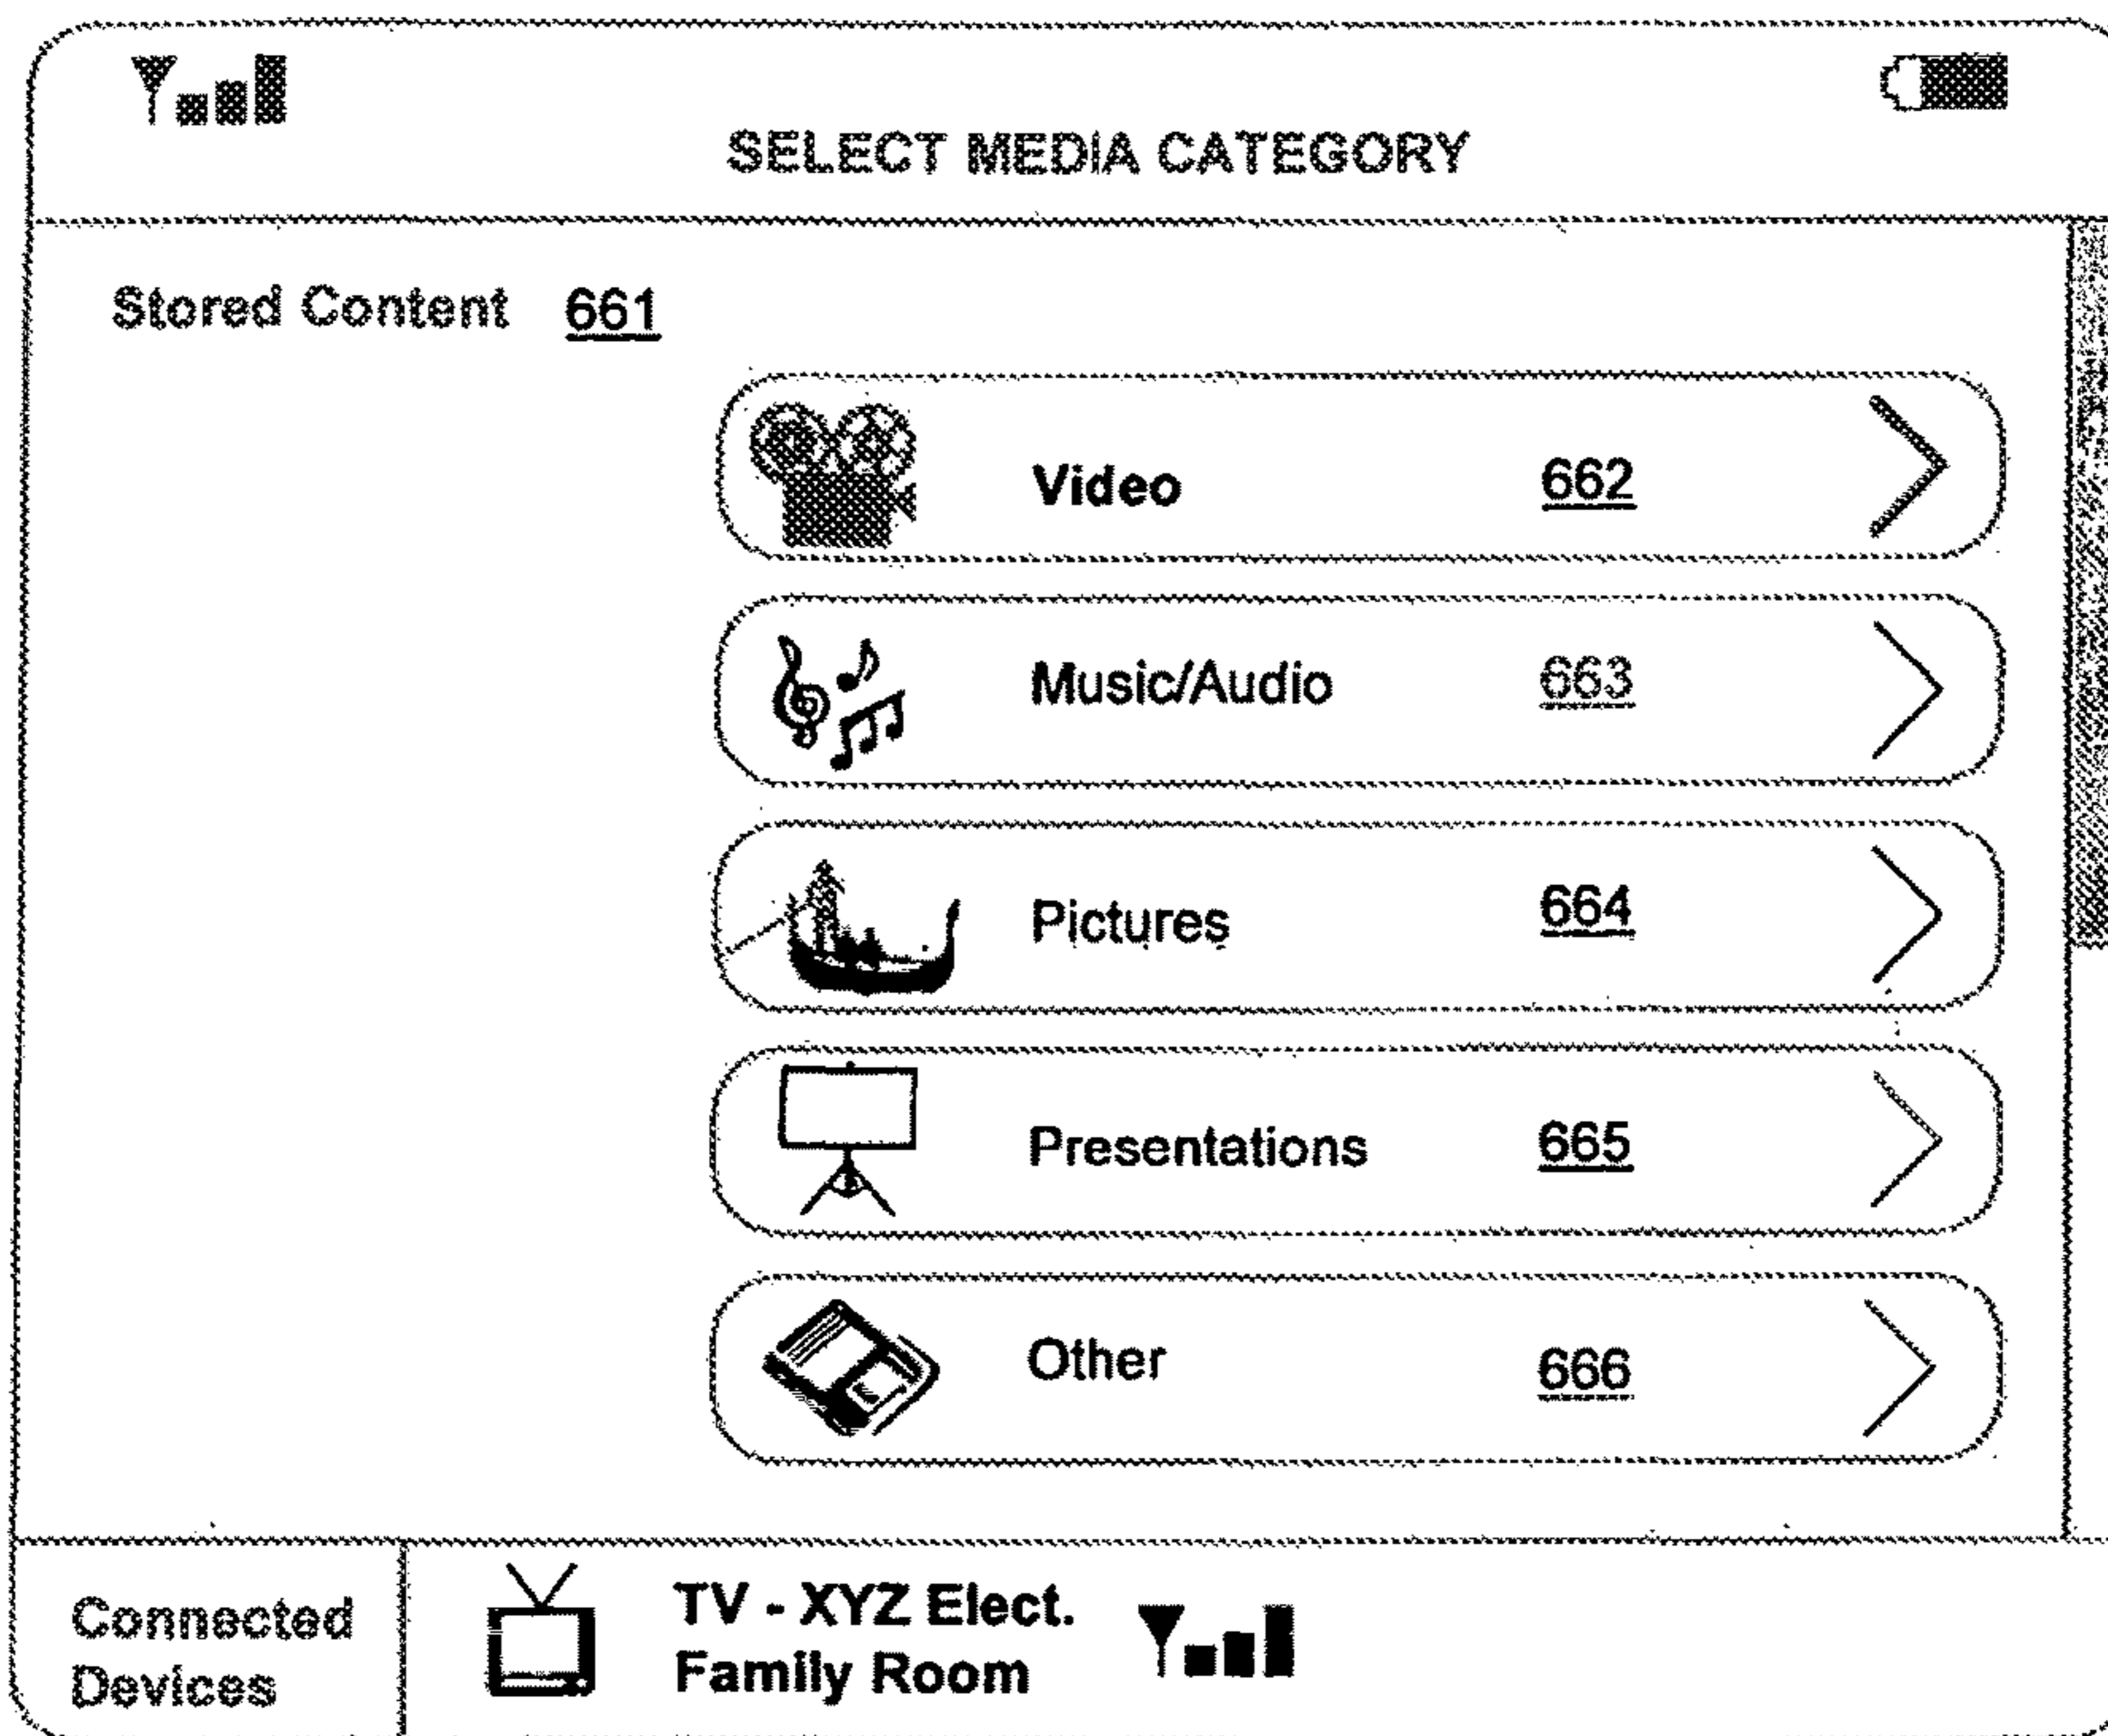 SELECT MEDIA CATEGORY
Stored Content 661
Video 662
Music/Audio 663
Pictures 664
Presentations 665
Other 666
Connected
Devices
TV - XYZ Elect.
Family Room